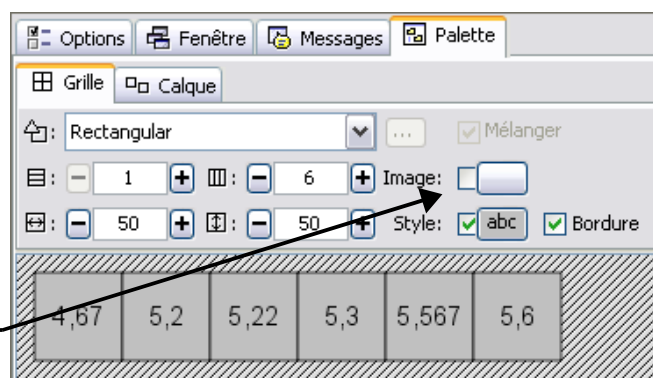 Options Fenêtre Messages Palette
Grille Calque
: Rectangular ... Mélanger
: - 1 + : - 6 + Image:
: - 50 + : - 50 + Style: abc Bordure
4,67 5,2 5,22 5,3 5,567 5,6